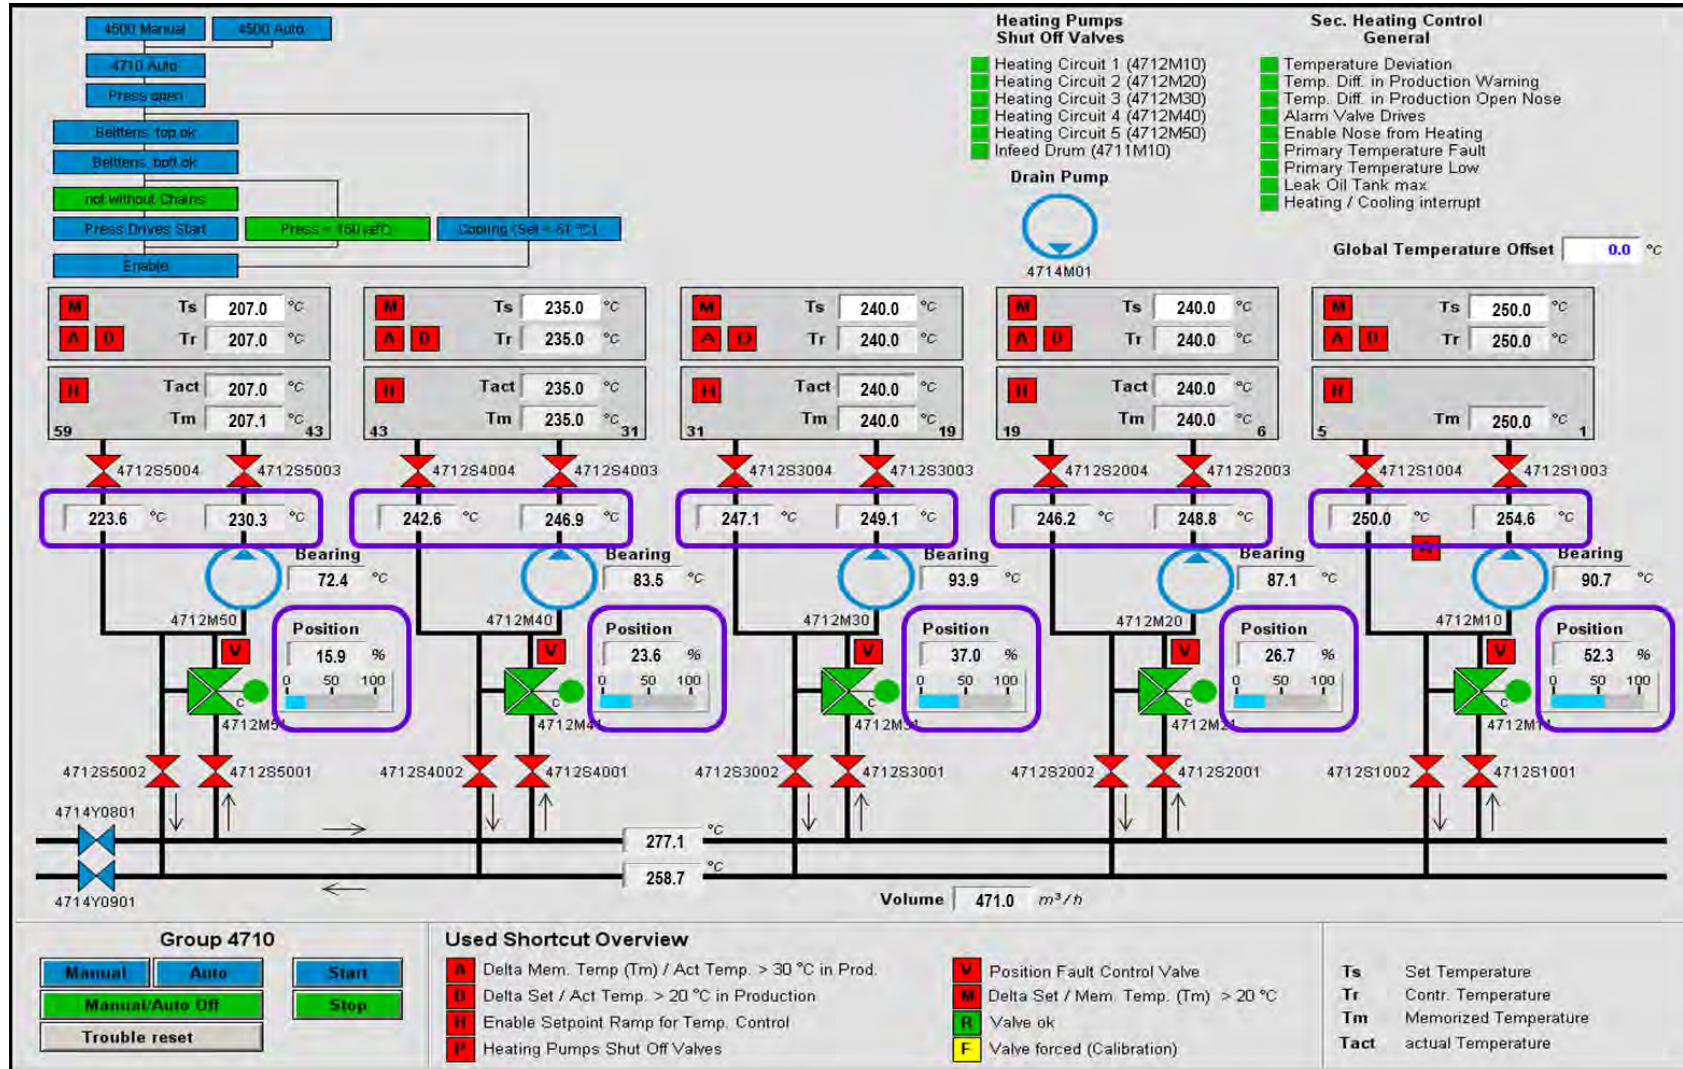 4500 Manual
4500 Auto
4710 Auto
Press open
Belttens. top ok
Belttens. bott ok
not without Chains
Press Drives Start
Cooling (Set = 61 °C)
Enable
Heating Pumps
Shut Off Valves
Heating Circuit 1 (4712M10)
Heating Circuit 2 (4712M20)
Heating Circuit 3 (4712M30)
Heating Circuit 4 (4712M40)
Heating Circuit 5 (4712M50)
Infeed Drum (4711M10)
Drain Pump
4714M01
Sec. Heating Control
General
Temperature Deviation
Temp. Diff. in Production Warning
Temp. Diff. in Production Open Nose
Alarm Valve Drives
Enable Nose from Heating
Primary Temperature Fault
Primary Temperature Low
Leak Oil Tank max
Heating / Cooling interrupt
Global Temperature Offset 0.0 °C
M Ts 207.0 °C
A D Tr 207.0 °C
H Tact 207.0 °C
Tm 207.1 °C
59 43
M Ts 235.0 °C
A D Tr 235.0 °C
H Tact 235.0 °C
Tm 235.0 °C
43 31
M Ts 240.0 °C
A D Tr 240.0 °C
H Tact 240.0 °C
Tm 240.0 °C
31 19
M Ts 240.0 °C
A D Tr 240.0 °C
H Tact 240.0 °C
Tm 240.0 °C
19 6
M Ts 250.0 °C
A D Tr 250.0 °C
Tm 250.0 °C
5 1
4712S5004 4712S5003 4712S4004 4712S4003 4712S3004 4712S3003 4712S2004 4712S2003 4712S1004 4712S1003
223.6 °C 230.3 °C 242.6 °C 246.9 °C 247.1 °C 249.1 °C 246.2 °C 248.8 °C 250.0 °C 254.6 °C
A
Bearing Bearing Bearing Bearing Bearing
72.4 °C 83.5 °C 93.9 °C 87.1 °C 90.7 °C
4712M50 4712M40 4712M30 4712M20 4712M10
Position Position Position Position Position
V 15.9 % V 23.6 % V 37.0 % V 26.7 % V 52.3 %
0 50 100 0 50 100 0 50 100 0 50 100 0 50 100
C C C C C
4712M51 4712M41 4712M31 4712M21 4712M11
4712S5002 4712S5001 4712S4002 4712S4001 4712S3002 4712S3001 4712S2002 4712S2001 4712S1002 4712S1001
4714Y0801
277.1 °C
258.7 °C
4714Y0901
Volume 471.0 m³/h
Group 4710
Manual Auto Start
Manual/Auto Off Stop
Trouble reset
Used Shortcut Overview
A Delta Mem. Temp (Tm) / Act Temp. > 30 °C in Prod.
D Delta Set / Act Temp. > 20 °C in Production
H Enable Setpoint Ramp for Temp. Control
P Heating Pumps Shut Off Valves
V Position Fault Control Valve
M Delta Set / Mem. Temp. (Tm) > 20 °C
R Valve ok
F Valve forced (Calibration)
Ts Set Temperature
Tr Contr. Temperature
Tm Memorized Temperature
Tact actual Temperature